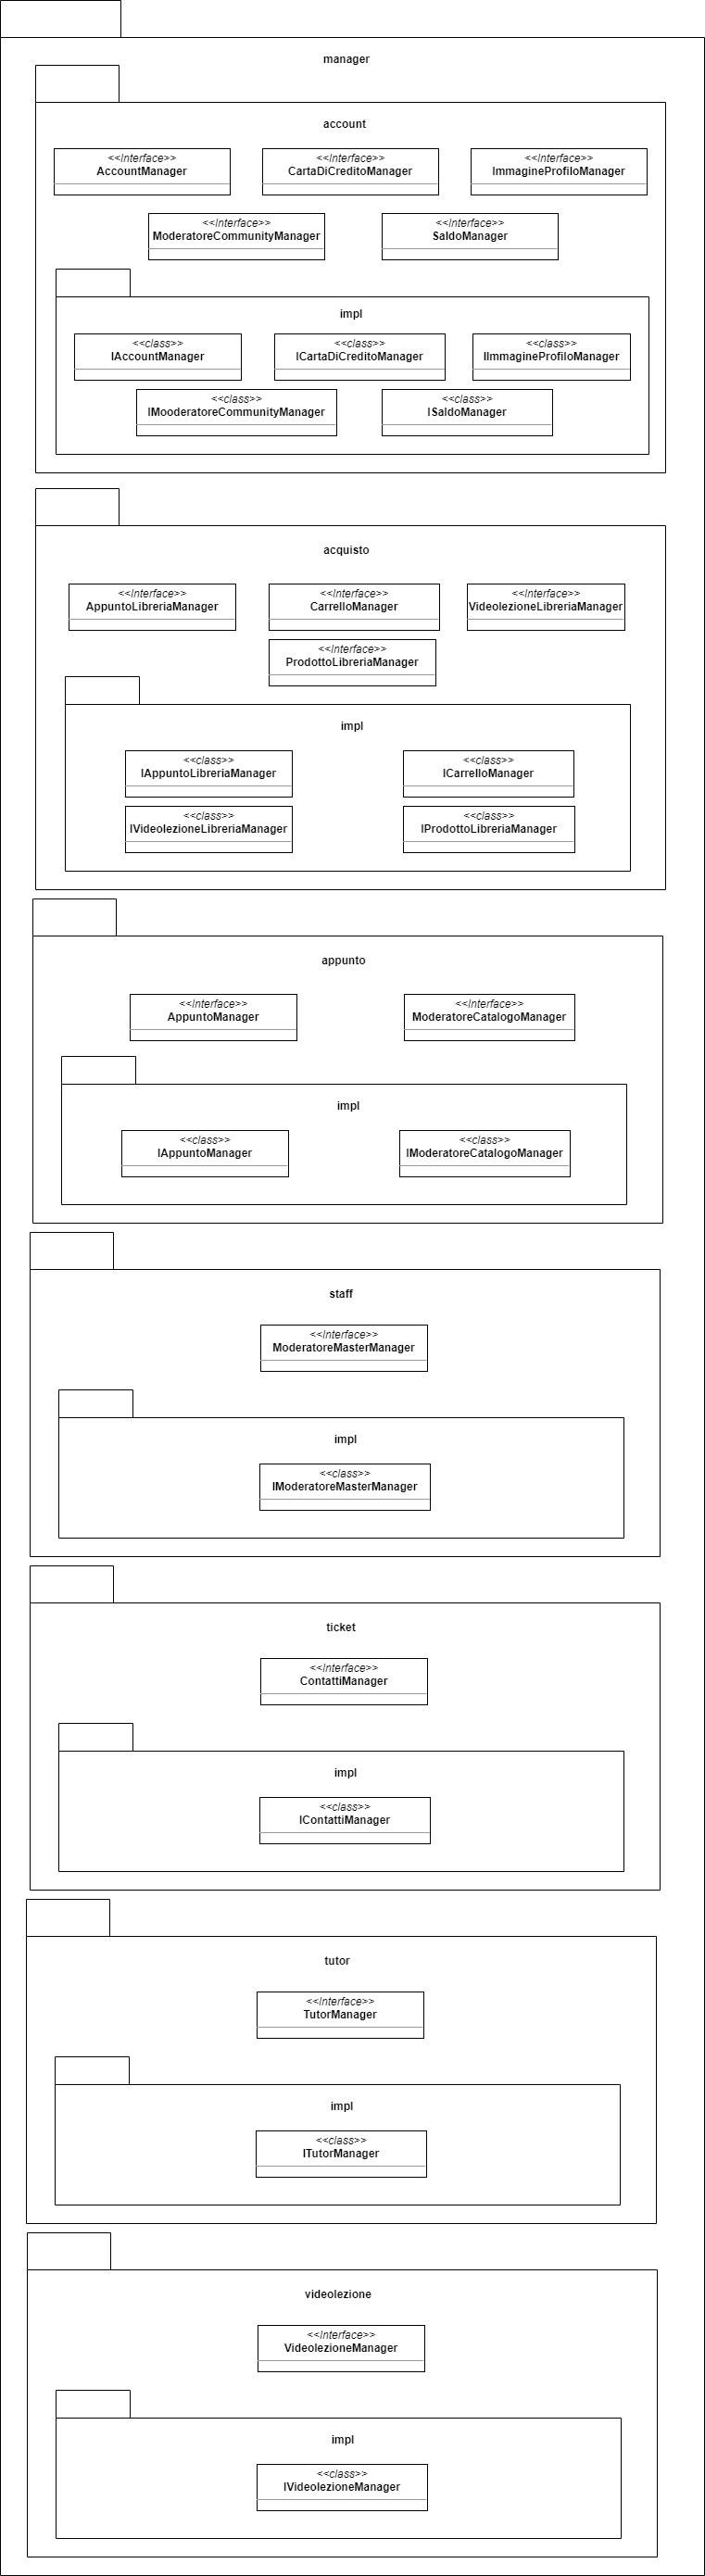 manager
account
<<Interface>>
AccountManager
<<Interface>>
CartaDiCreditoManager
<<Interface>>
ImmagineProfiloManager
<<Interface>>
ModeratoreCommunityManager
<<Interface>>
SaldoManager
impl
<<class>>
IAccountManager
<<class>>
ICartaDiCreditoManager
<<class>>
IImmagineProfiloManager
<<class>>
IMooderatoreCommunityManager
<<class>>
ISaldoManager
acquisto
<<Interface>>
AppuntoLibreriaManager
<<Interface>>
CarrelloManager
<<Interface>>
VideolezioneLibreriaManager
<<Interface>>
ProdottoLibreriaManager
impl
<<class>>
IAppuntoLibreriaManager
<<class>>
ICarrelloManager
<<class>>
IVideolezioneLibreriaManager
<<class>>
IProdottoLibreriaManager
appunto
<<Interface>>
AppuntoManager
<<Interface>>
ModeratoreCatalogoManager
impl
<<class>>
IAppuntoManager
<<class>>
IModeratoreCatalogoManager
staff
<<Interface>>
ModeratoreMasterManager
impl
<<class>>
IModeratoreMasterManager
ticket
<<Interface>>
ContattiManager
impl
<<class>>
IContattiManager
tutor
<<Interface>>
TutorManager
impl
<<class>>
ITutorManager
videolezione
<<Interface>>
VideolezioneManager
impl
<<class>>
IVideolezioneManager